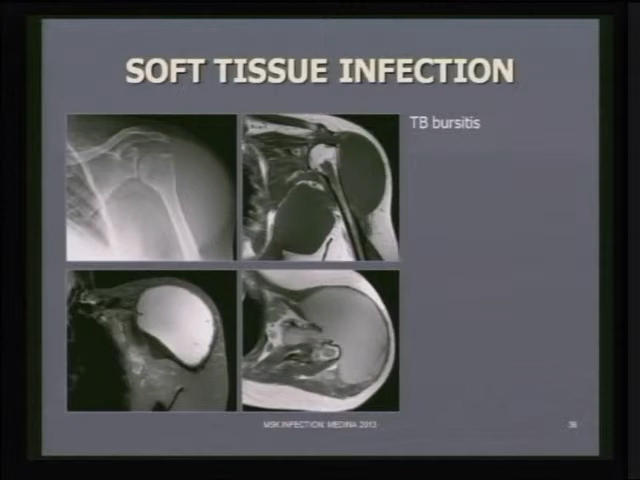 SOFT TISSUE INFECTION
TB bursitis
MSK INFECTION MEDINA 2013
36